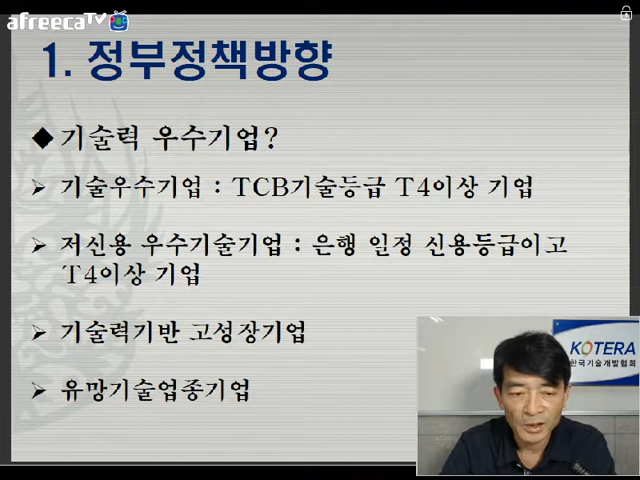 afreecaTV
1. 정부정책방향
◆ 기술력 우수기업?
➢ 기술우수기업 : TCB기술등급 T4이상 기업
➢ 저신용 우수기술기업 : 은행 일정 신용등급이고
T4이상 기업
➢ 기술력기반 고성장기업
➢ 유망기술업종기업
KOTERA
한국기술개발협회